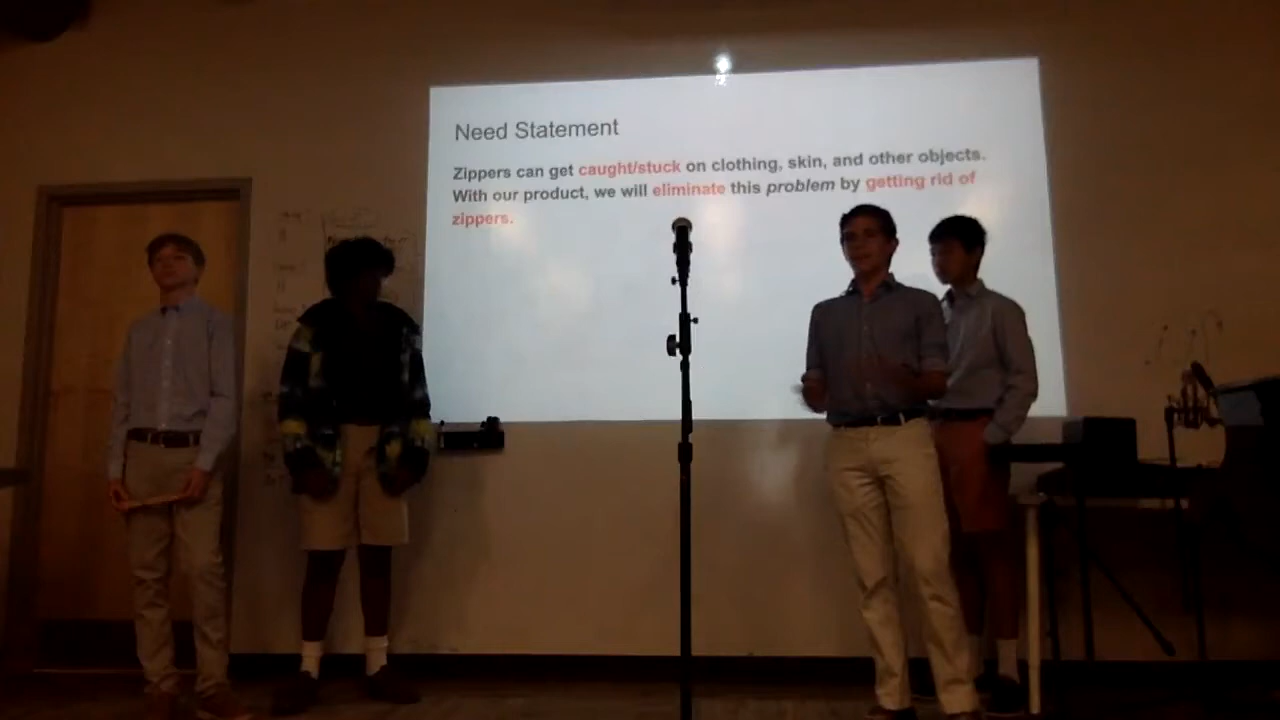 Need Statement
Zippers can get caught/stuck on clothing, skin, and other objects.
With our product, we will eliminate this problem by getting rid of
zippers.